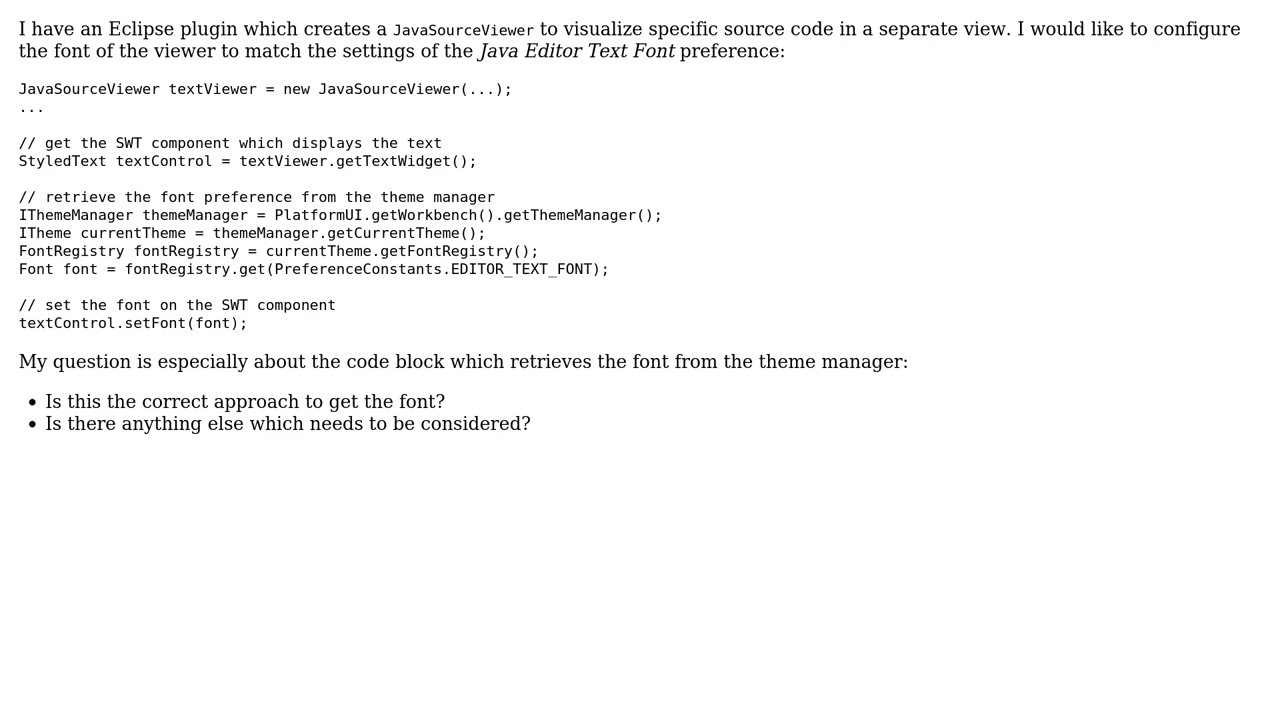 I have an Eclipse plugin which creates a JavaSourceViewer to visualize specific source code in a separate view. I would like to configure
the font of the viewer to match the settings of the Java Editor Text Font preference:
JavaSourceViewer textViewer = new JavaSourceViewer(...);
...
// get the SWT component which displays the text
StyledText textControl = textViewer.getTextWidget();
// retrieve the font preference from the theme manager
IThemeManager themeManager = PlatformUI.getWorkbench().getThemeManager();
ITheme currentTheme = themeManager.getCurrentTheme();
FontRegistry fontRegistry = currentTheme.getFontRegistry();
Font font = fontRegistry.get(PreferenceConstants.EDITOR_TEXT_FONT);
// set the font on the SWT component
textControl.setFont(font);
My question is especially about the code block which retrieves the font from the theme manager:
• Is this the correct approach to get the font?
• Is there anything else which needs to be considered?